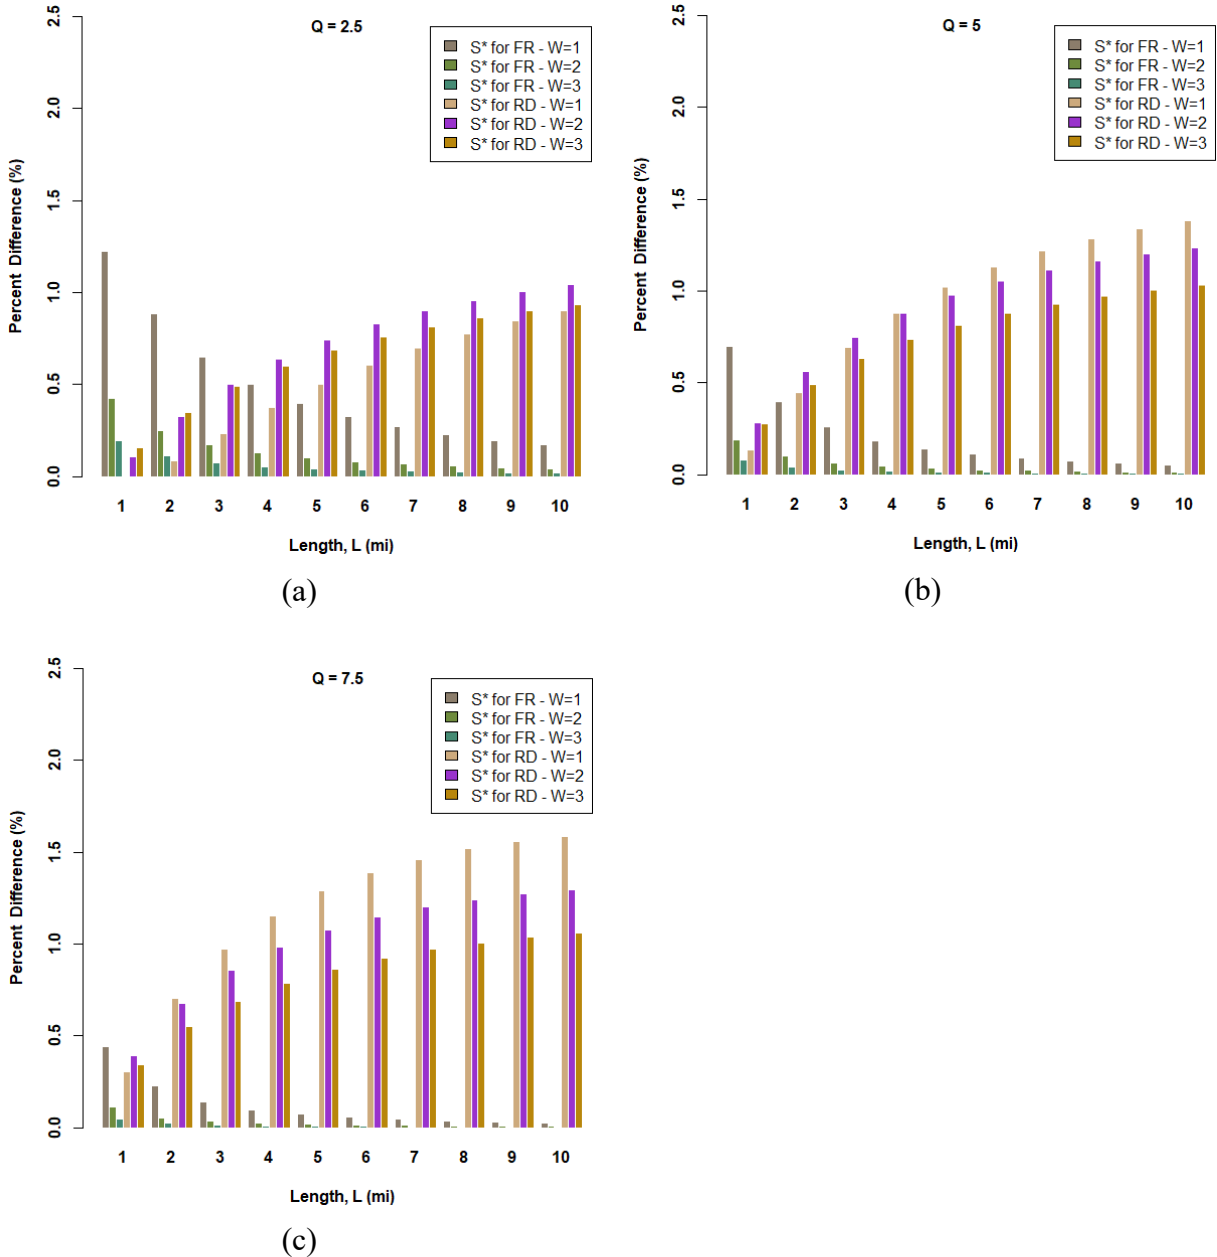 Q = 2.5
S* for FR - W=1
S* for FR - W=2
S* for FR - W=3
S* for RD - W=1
S* for RD - W=2
S* for RD - W=3
Percent Difference (%)
2.5
2.0
1.5
1.0
0.5
0.0
1 2 3 4 5 6 7 8 9 10
Length, L (mi)
(a)
Q = 5
S* for FR - W=1
S* for FR - W=2
S* for FR - W=3
S* for RD - W=1
S* for RD - W=2
S* for RD - W=3
Percent Difference (%)
2.5
2.0
1.5
1.0
0.5
0.0
1 2 3 4 5 6 7 8 9 10
Length, L (mi)
(b)
Q = 7.5
S* for FR - W=1
S* for FR - W=2
S* for FR - W=3
S* for RD - W=1
S* for RD - W=2
S* for RD - W=3
Percent Difference (%)
2.5
2.0
1.5
1.0
0.5
0.0
1 2 3 4 5 6 7 8 9 10
Length, L (mi)
(c)